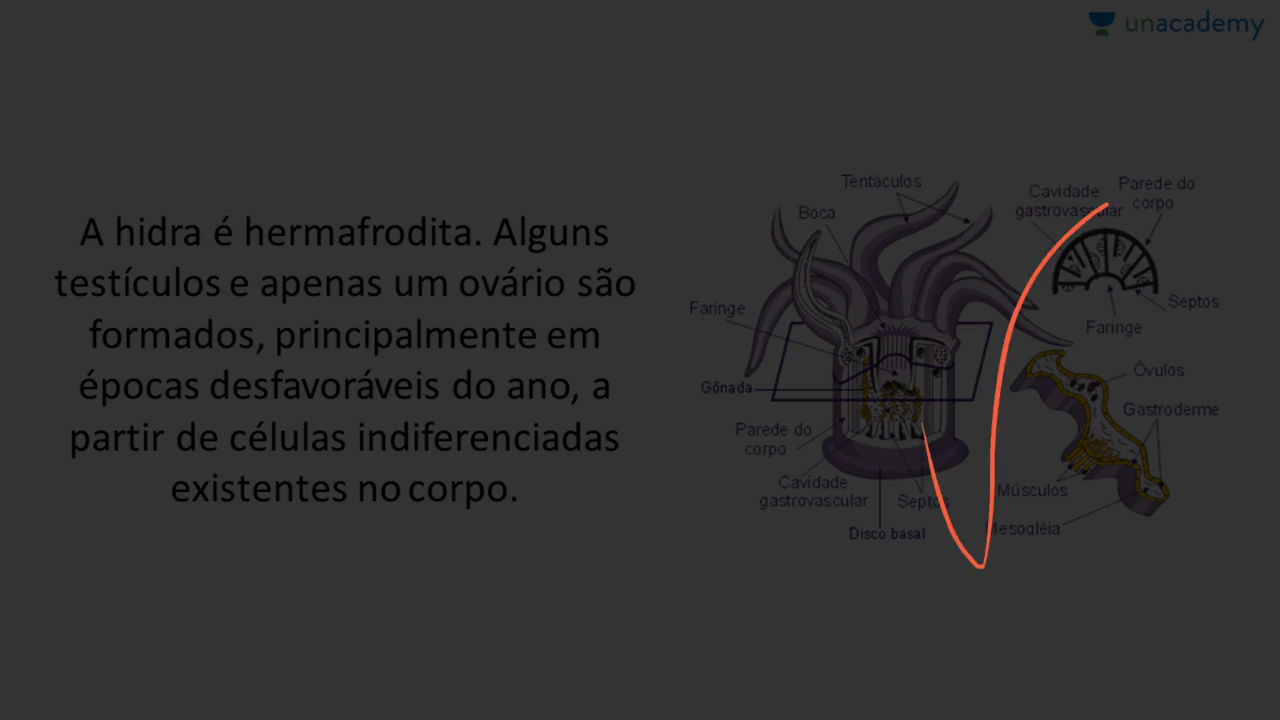 unacademy
A hidra é hermafrodita. Alguns
testículos e apenas um ovário são
formados, principalmente em
épocas desfavoráveis do ano, a
partir de células indiferenciadas
existentes no corpo.
Tentáculos
Boca
Faringe
Gônada
Parede do
corpo
Cavidade
gastrovascular
Septos
Disco basal
Cavidade
gastrovascular
Parede do
corpo
Septos
Faringe
Óvulos
Gastroderme
Músculos
Mesogléia